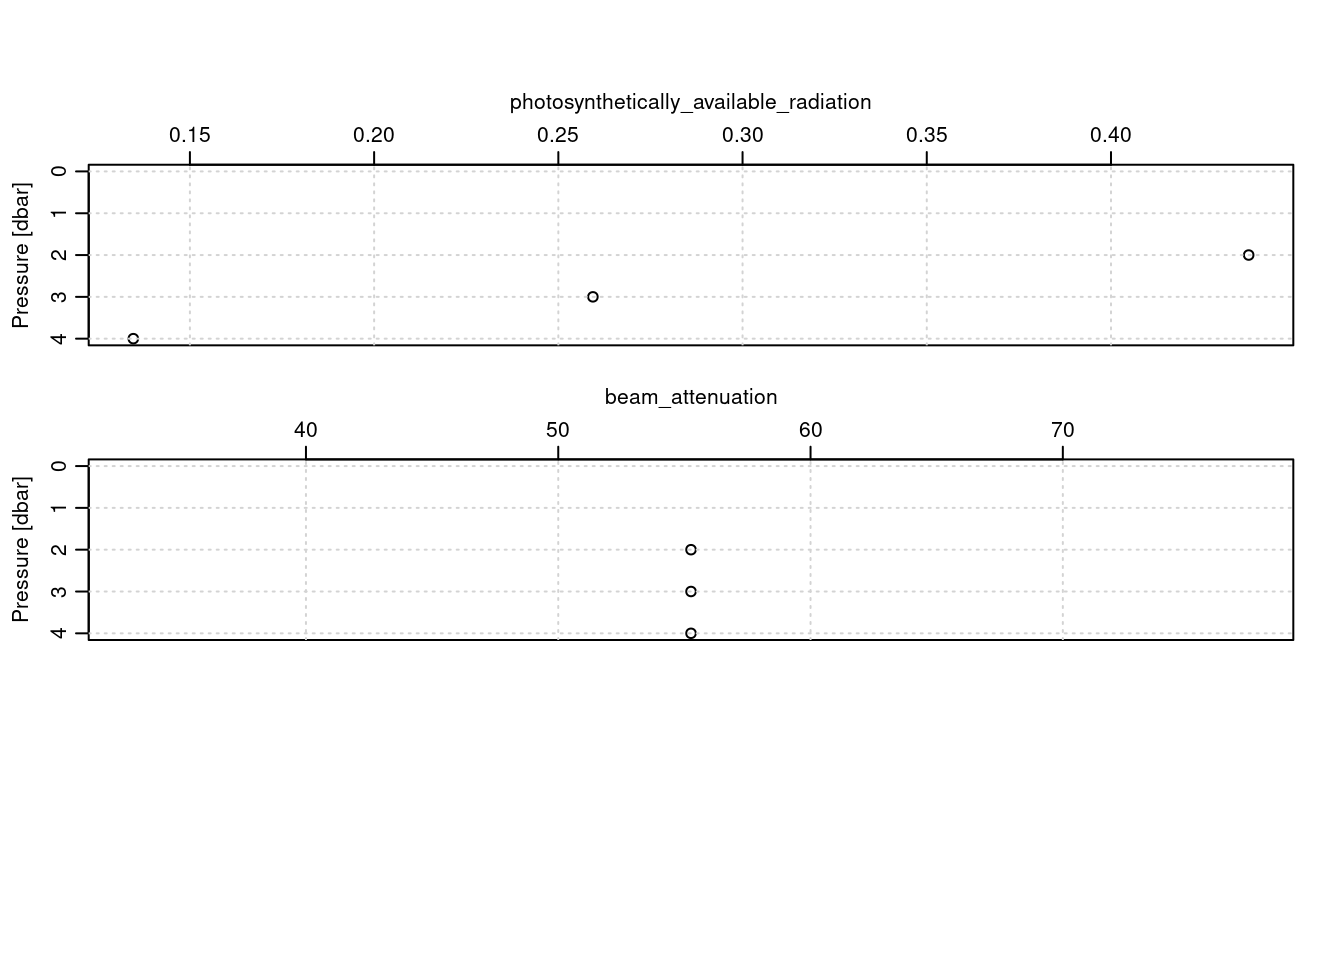 photosynthetically_available_radiation
0.15 0.20 0.25 0.30 0.35 0.40
Pressure [dbar]
0
1
2
3
4
beam_attenuation
40 50 60 70
Pressure [dbar]
0
1
2
3
4